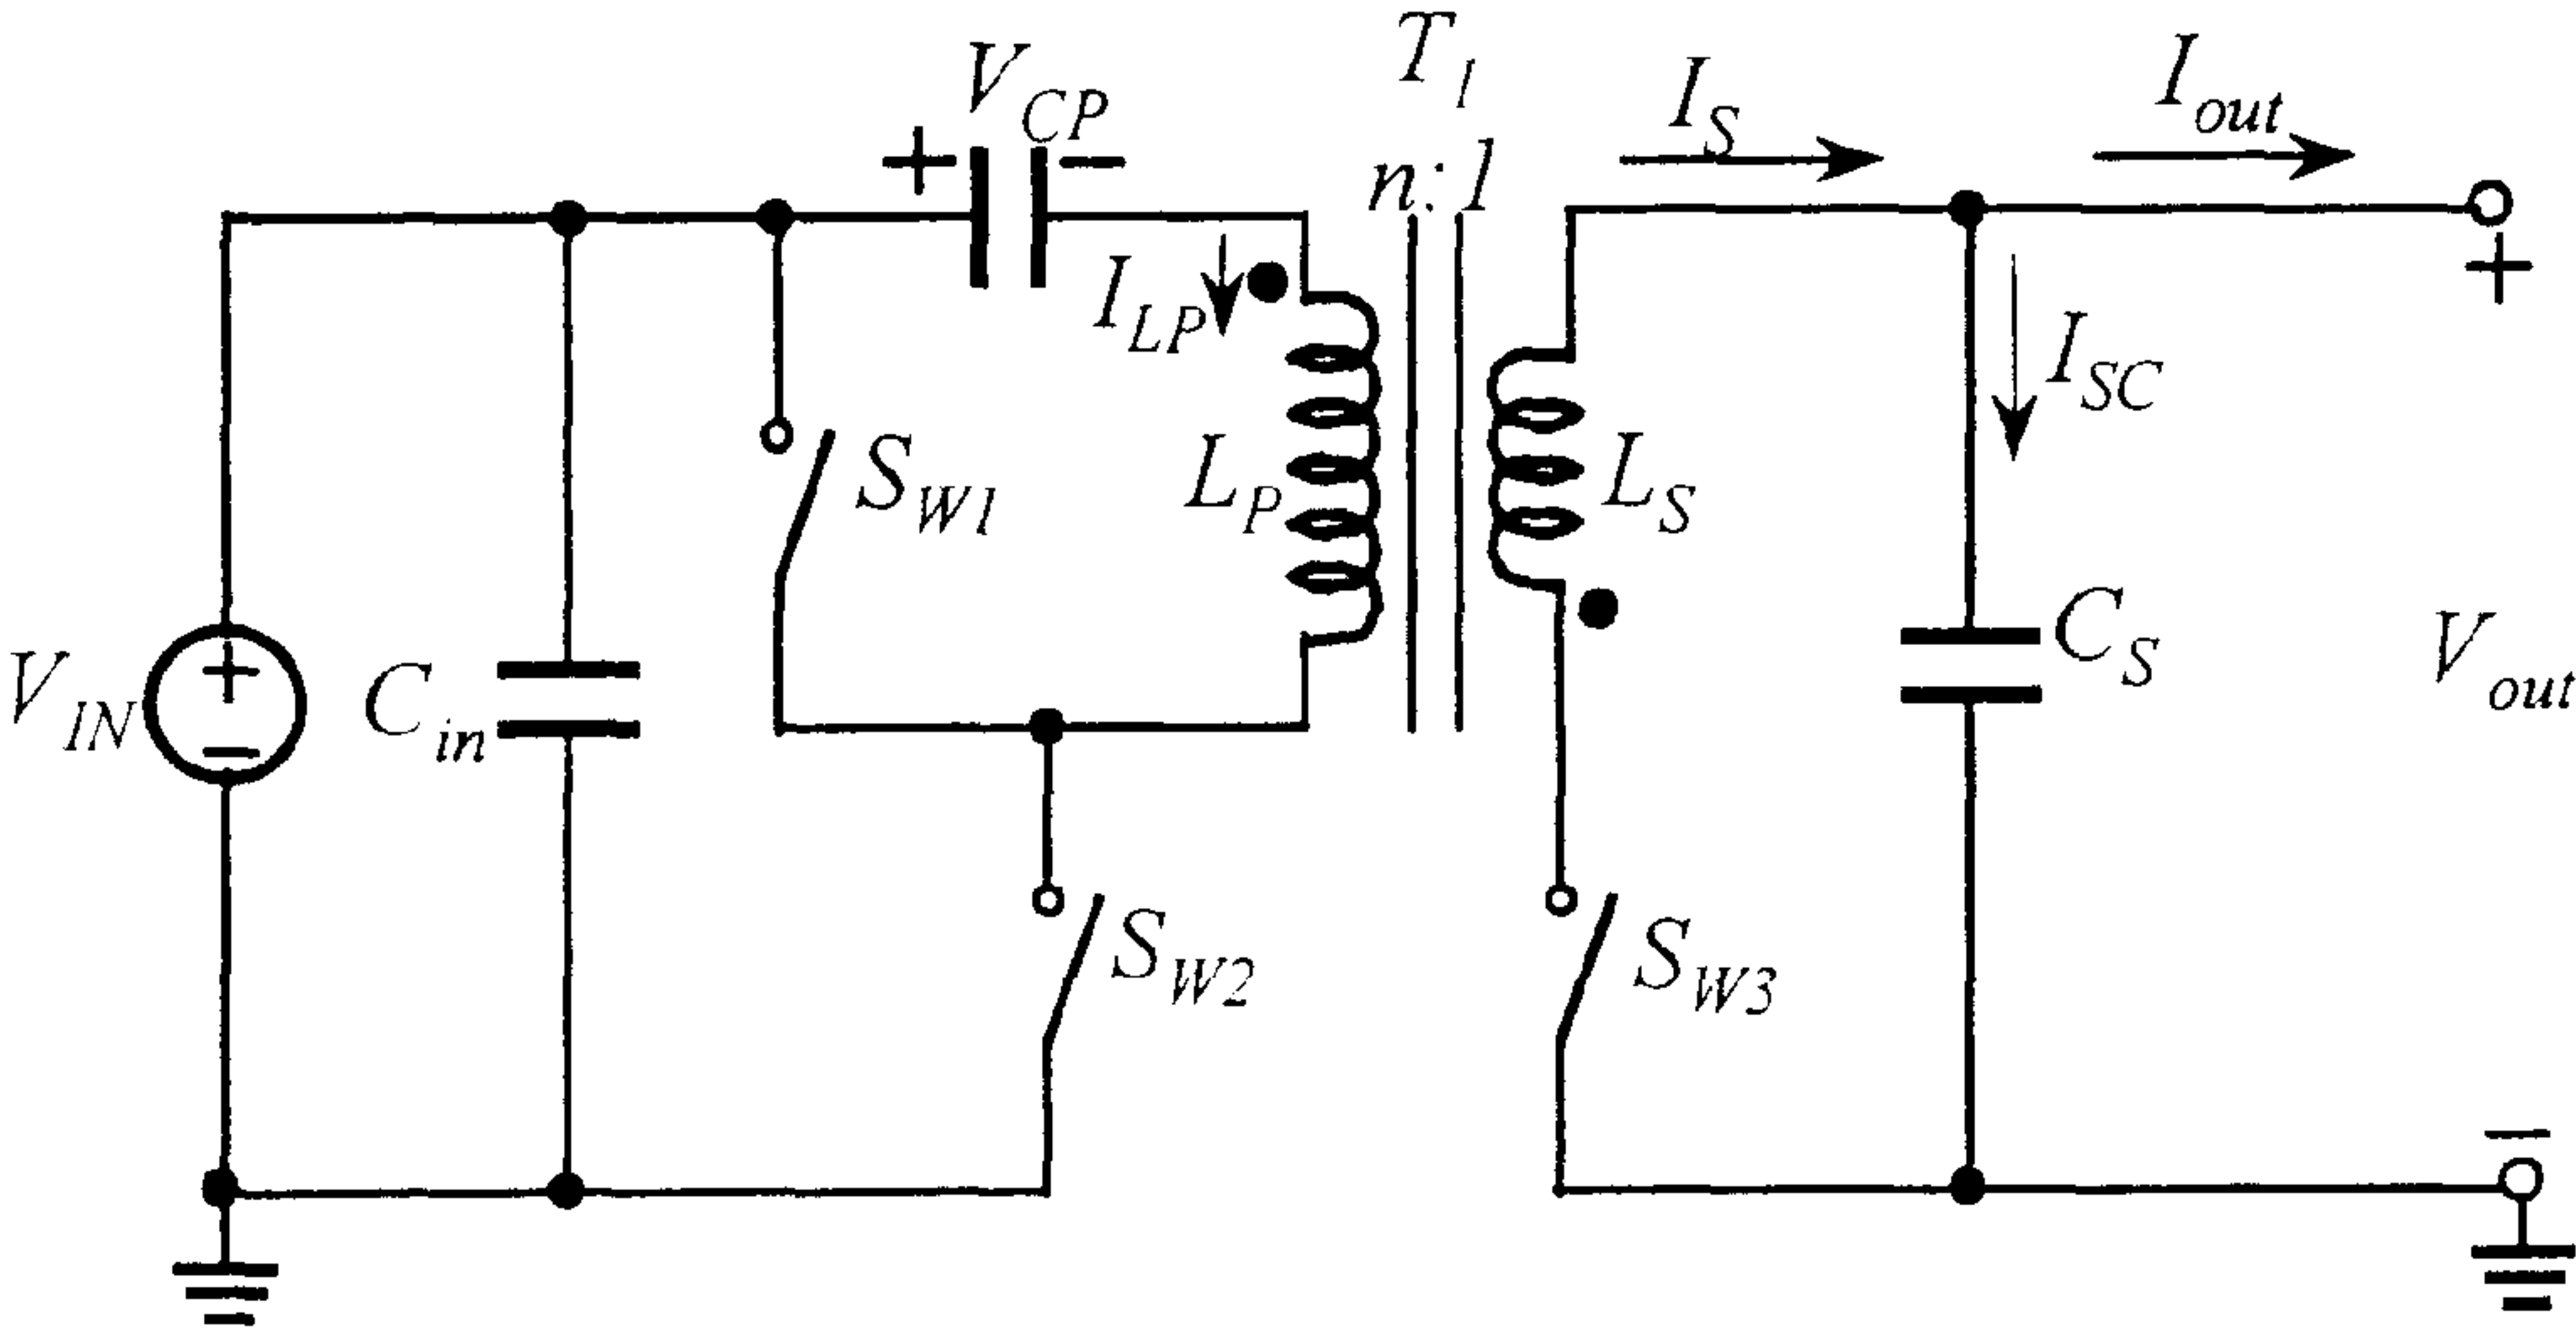 V_CP
+ −
T_1
n:1
I_S
I_out
+
I_LP
L_P
L_S
I_SC
S_W1
V_IN
+
−
C_in
C_S
V_out
S_W2
S_W3
−